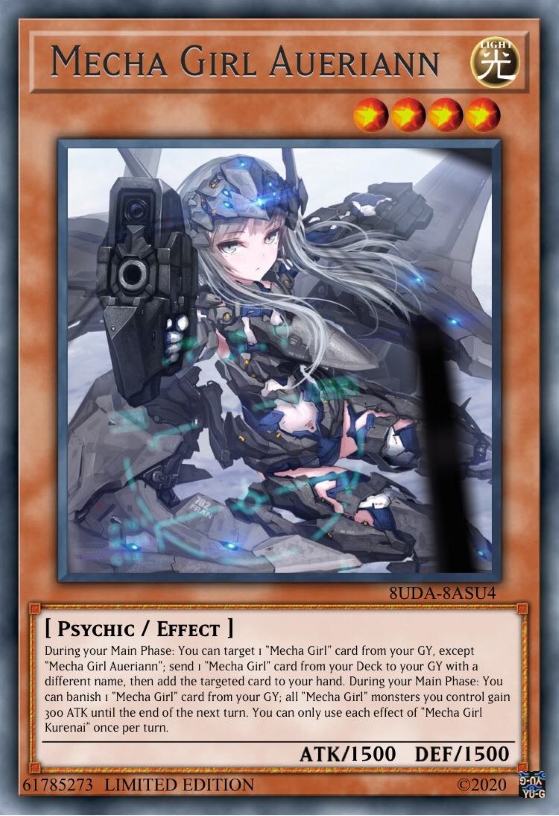 Mecha Girl Aueriann
LIGHT
光
8UDA-8ASU4
[ Psychic / Effect ]
During your Main Phase: You can target 1 "Mecha Girl" card from your GY, except
"Mecha Girl Aueriann"; send 1 "Mecha Girl" card from your Deck to your GY with a
different name, then add the targeted card to your hand. During your Main Phase: You
can banish 1 "Mecha Girl" card from your GY; all "Mecha Girl" monsters you control gain
300 ATK until the end of the next turn. You can only use each effect of "Mecha Girl
Kurenai" once per turn.
ATK/1500 DEF/1500
61785273 LIMITED EDITION ©2020